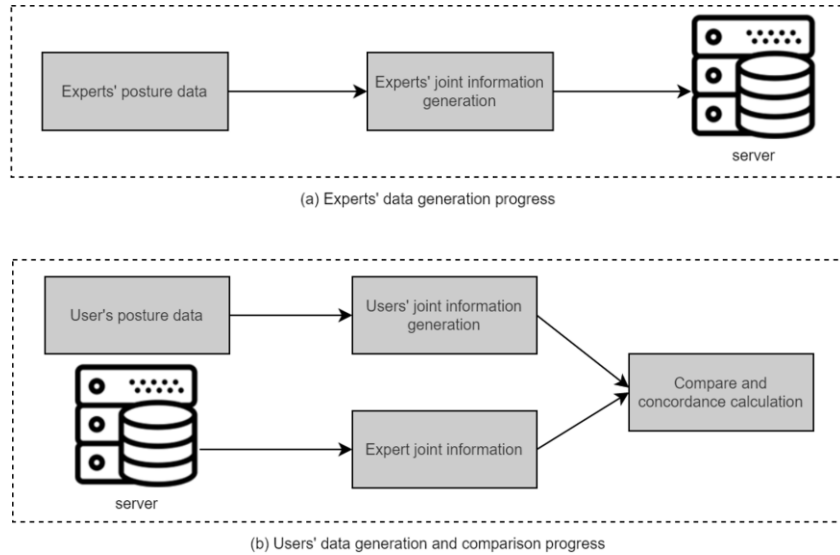 Experts' posture data
Experts' joint information
generation
server
(a) Experts' data generation progress
User's posture data
Users' joint information
generation
Compare and
concordance calculation
Expert joint information
server
(b) Users' data generation and comparison progress